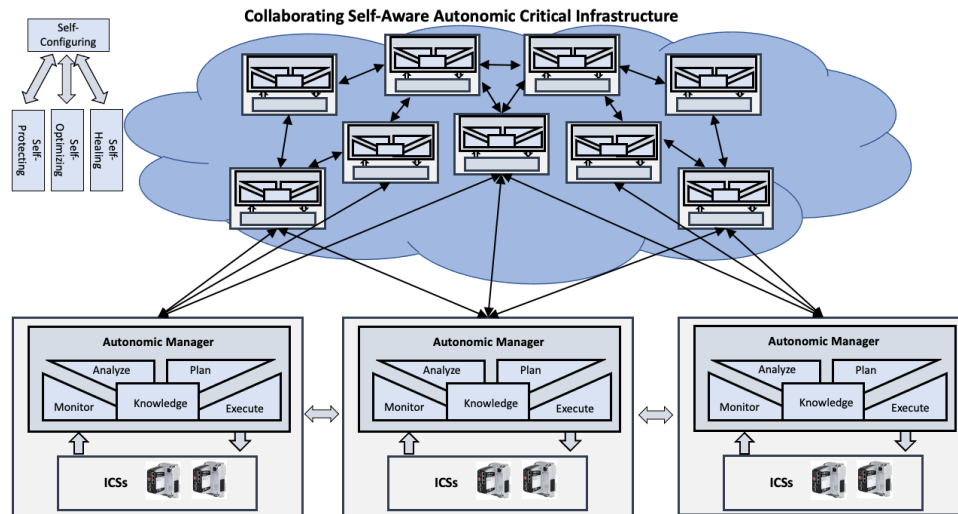 Collaborating Self-Aware Autonomic Critical Infrastructure
Self-
Configuring
Self-
Protecting
Self-
Optimizing
Self-
Healing
Autonomic Manager
Analyze
Plan
Monitor
Knowledge
Execute
ICSs
Autonomic Manager
Analyze
Plan
Monitor
Knowledge
Execute
ICSs
Autonomic Manager
Analyze
Plan
Monitor
Knowledge
Execute
ICSs